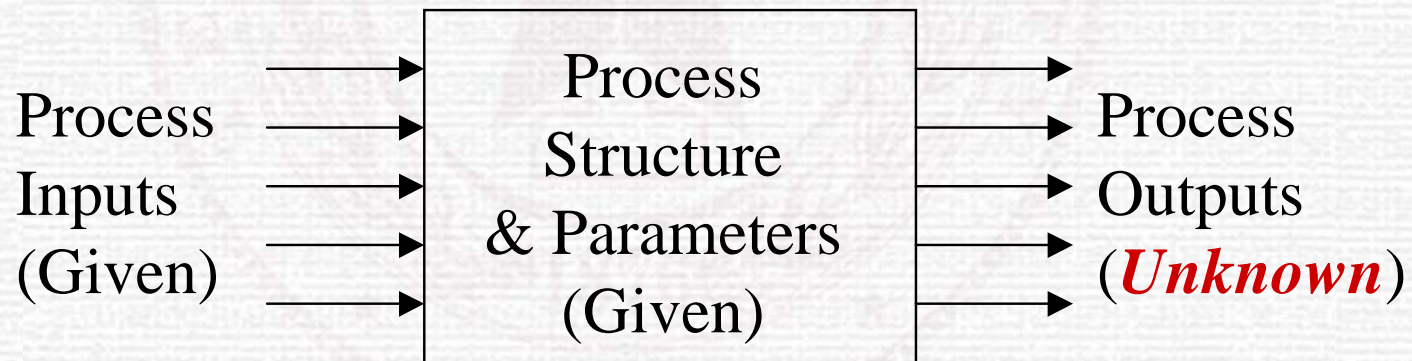 Process
Inputs
(Given)
Process
Structure
& Parameters
(Given)
Process
Outputs
(Unknown)